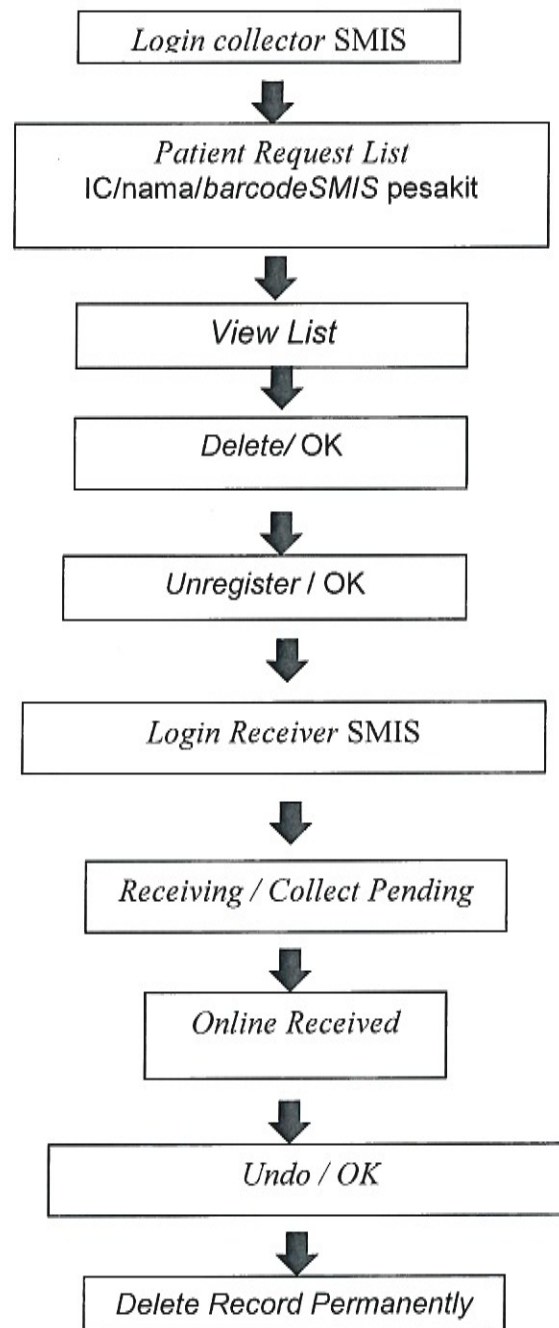 Login collector SMIS
Patient Request List
IC/nama/barcodeSMIS pesakit
View List
Delete/ OK
Unregister / OK
Login Receiver SMIS
Receiving / Collect Pending
Online Received
Undo / OK
Delete Record Permanently